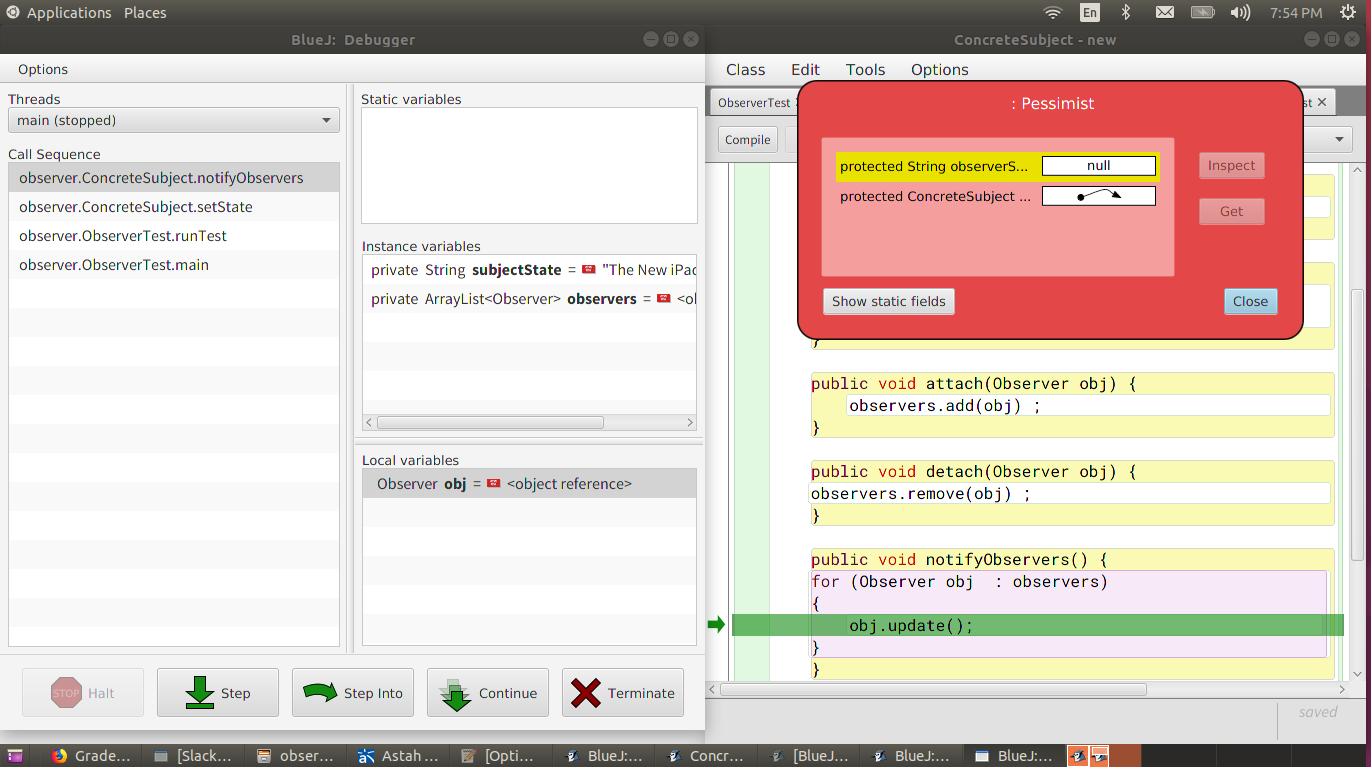 Applications Places
En
7:54 PM
BlueJ: Debugger
Options
Threads
main (stopped)
Call Sequence
observer.ConcreteSubject.notifyObservers
observer.ConcreteSubject.setState
observer.ObserverTest.runTest
observer.ObserverTest.main
Static variables
Instance variables
private String subjectState = "The New iPad
private ArrayList<Observer> observers = <ob
Local variables
Observer obj = <object reference>
STOP Halt
Step
Step Into
Continue
Terminate
ConcreteSubject - new
Class Edit Tools Options
ObserverTest
st ✕
Compile
: Pessimist
protected String observerS... null
protected ConcreteSubject ...
Inspect
Get
Show static fields
Close
}
public void attach(Observer obj) {
observers.add(obj) ;
}
public void detach(Observer obj) {
observers.remove(obj) ;
}
public void notifyObservers() {
for (Observer obj : observers)
{
obj.update();
}
}
saved
Grade... [Slack... obser... Astah ... [Opti... BlueJ:... Concr... [BlueJ... BlueJ:... BlueJ:...